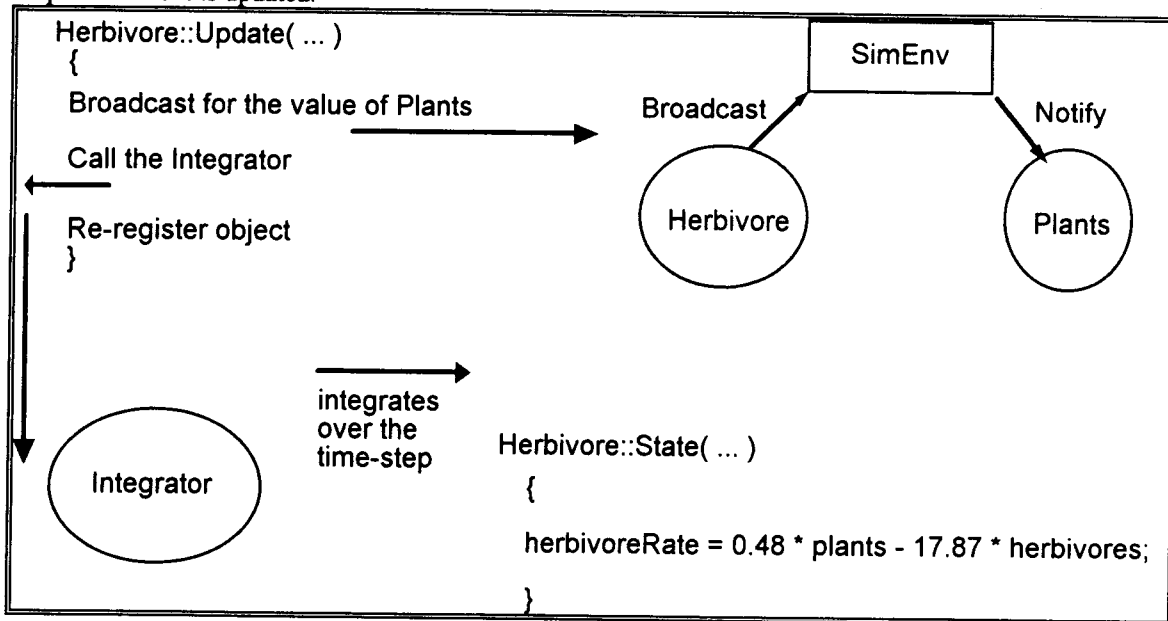 Herbivore::Update( ... )
{
Broadcast for the value of Plants
Call the Integrator
Re-register object
}
SimEnv
Broadcast
Notify
Herbivore
Plants
Integrator
integrates
over the
time-step
Herbivore::State( ... )
{
herbivoreRate = 0.48 * plants - 17.87 * herbivores;
}